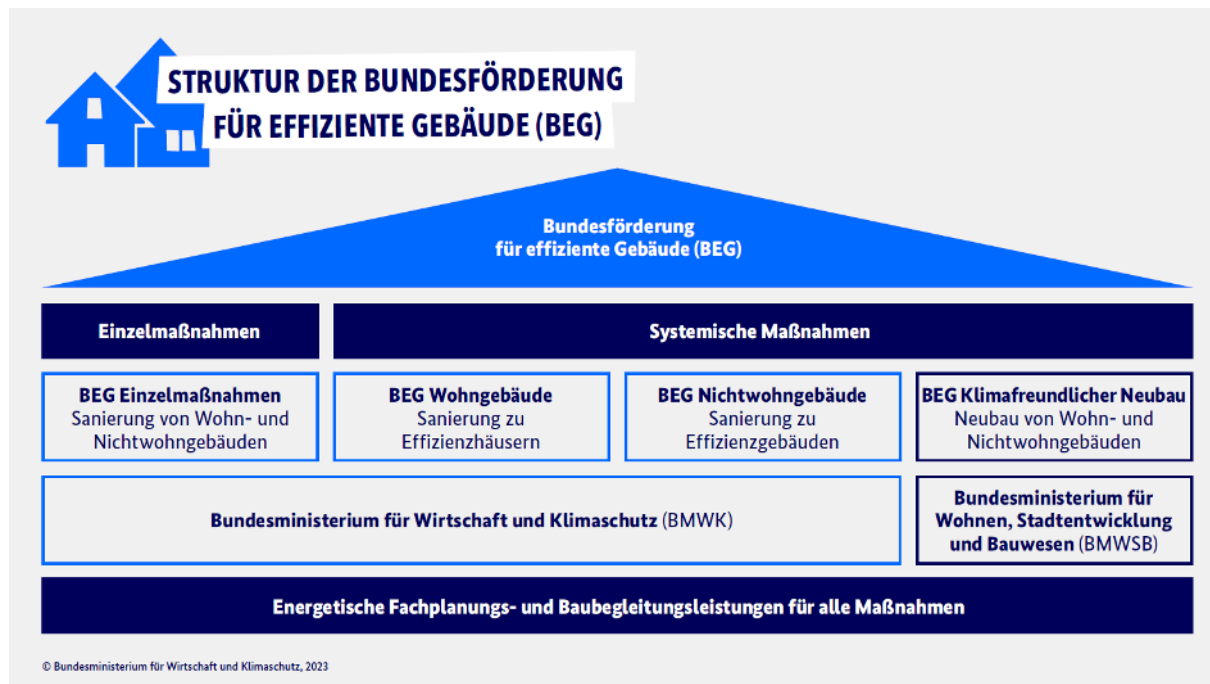 STRUKTUR DER BUNDESFÖRDERUNG
FÜR EFFIZIENTE GEBÄUDE (BEG)
Bundesförderung
für effiziente Gebäude (BEG)
Einzelmaßnahmen
Systemische Maßnahmen
BEG Einzelmaßnahmen
Sanierung von Wohn- und
Nichtwohngebäuden
BEG Wohngebäude
Sanierung zu
Effizienzhäusern
BEG Nichtwohngebäude
Sanierung zu
Effizienzgebäuden
BEG Klimafreundlicher Neubau
Neubau von Wohn- und
Nichtwohngebäuden
Bundesministerium für Wirtschaft und Klimaschutz (BMWK)
Bundesministerium für
Wohnen, Stadtentwicklung
und Bauwesen (BMWSB)
Energetische Fachplanungs- und Baubegleitungsleistungen für alle Maßnahmen
© Bundesministerium für Wirtschaft und Klimaschutz, 2023